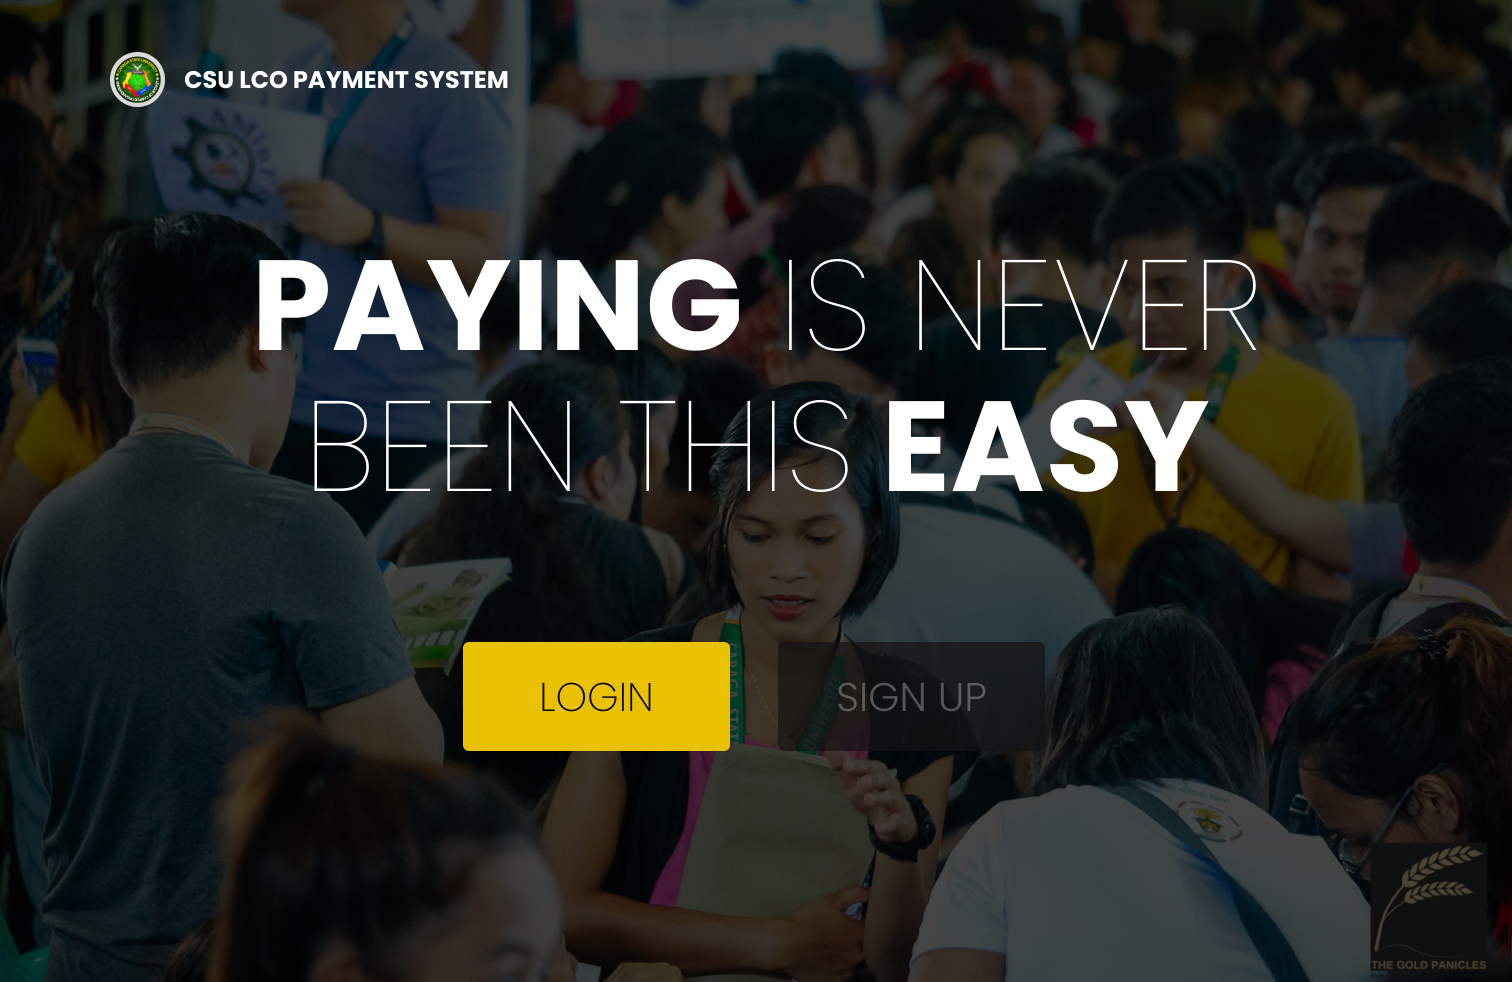 CSU LCO PAYMENT SYSTEM
PAYING IS NEVER
BEEN THIS EASY
LOGIN
SIGN UP
THE GOLD PANICLES